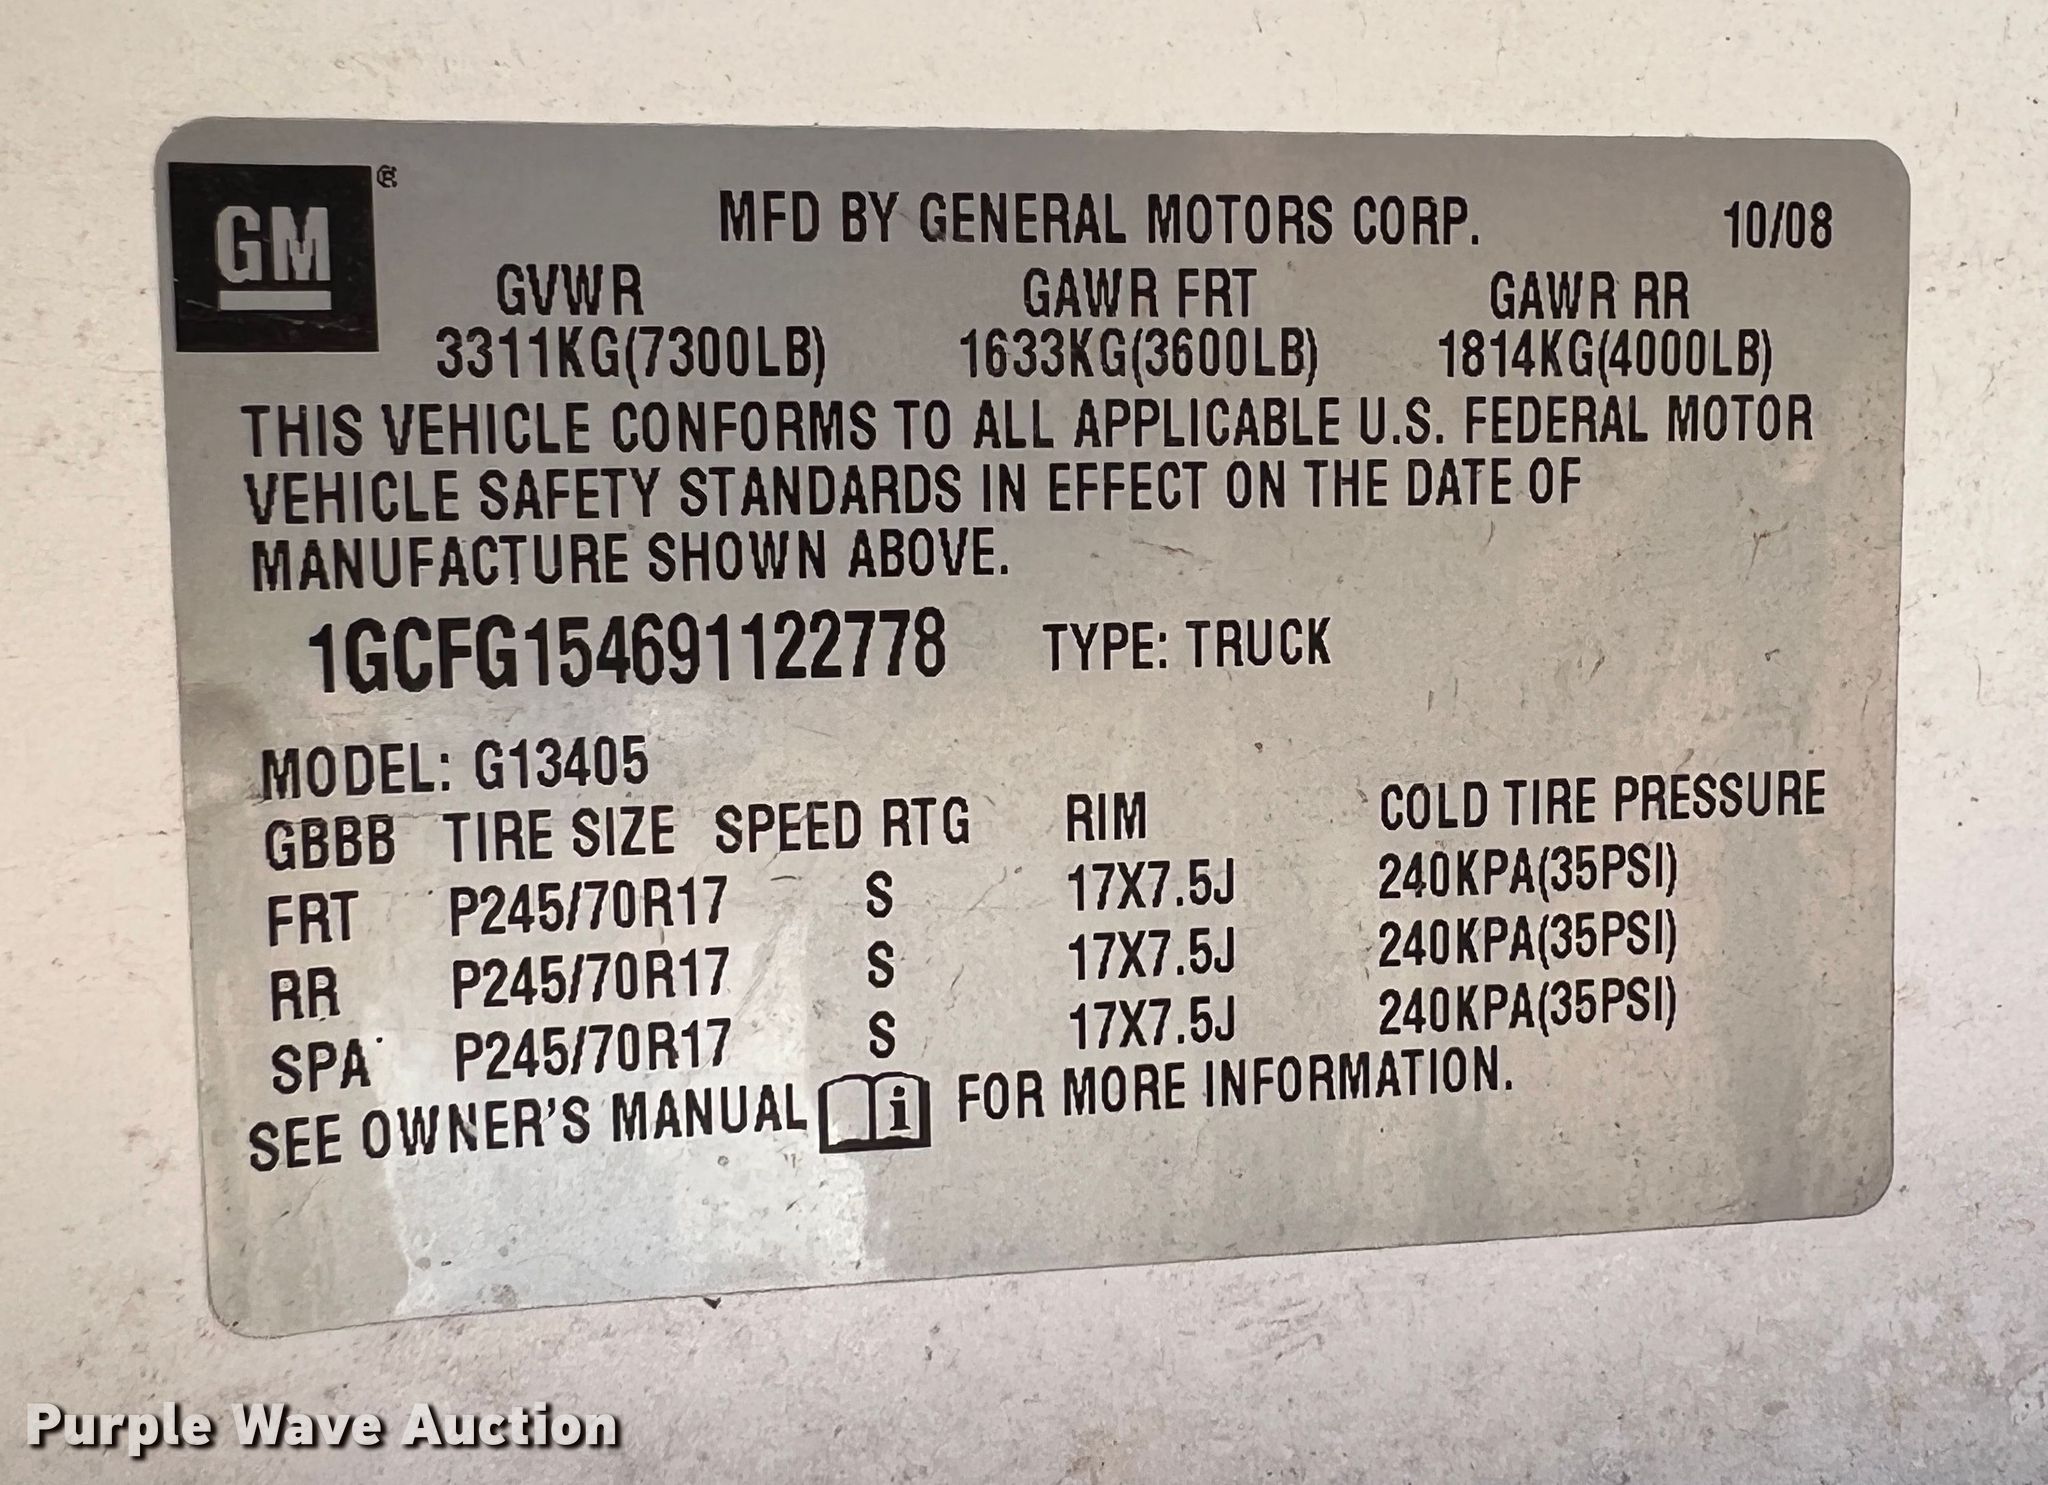 GM ®
MFD BY GENERAL MOTORS CORP. 10/08
GVWR GAWR FRT GAWR RR
3311KG(7300LB) 1633KG(3600LB) 1814KG(4000LB)
THIS VEHICLE CONFORMS TO ALL APPLICABLE U.S. FEDERAL MOTOR
VEHICLE SAFETY STANDARDS IN EFFECT ON THE DATE OF
MANUFACTURE SHOWN ABOVE.
1GCFG154691122778 TYPE: TRUCK
MODEL: G13405
GBBB TIRE SIZE SPEED RTG RIM COLD TIRE PRESSURE
FRT P245/70R17 S 17X7.5J 240KPA(35PSI)
RR P245/70R17 S 17X7.5J 240KPA(35PSI)
SPA P245/70R17 S 17X7.5J 240KPA(35PSI)
SEE OWNER'S MANUAL i FOR MORE INFORMATION.
Purple Wave Auction